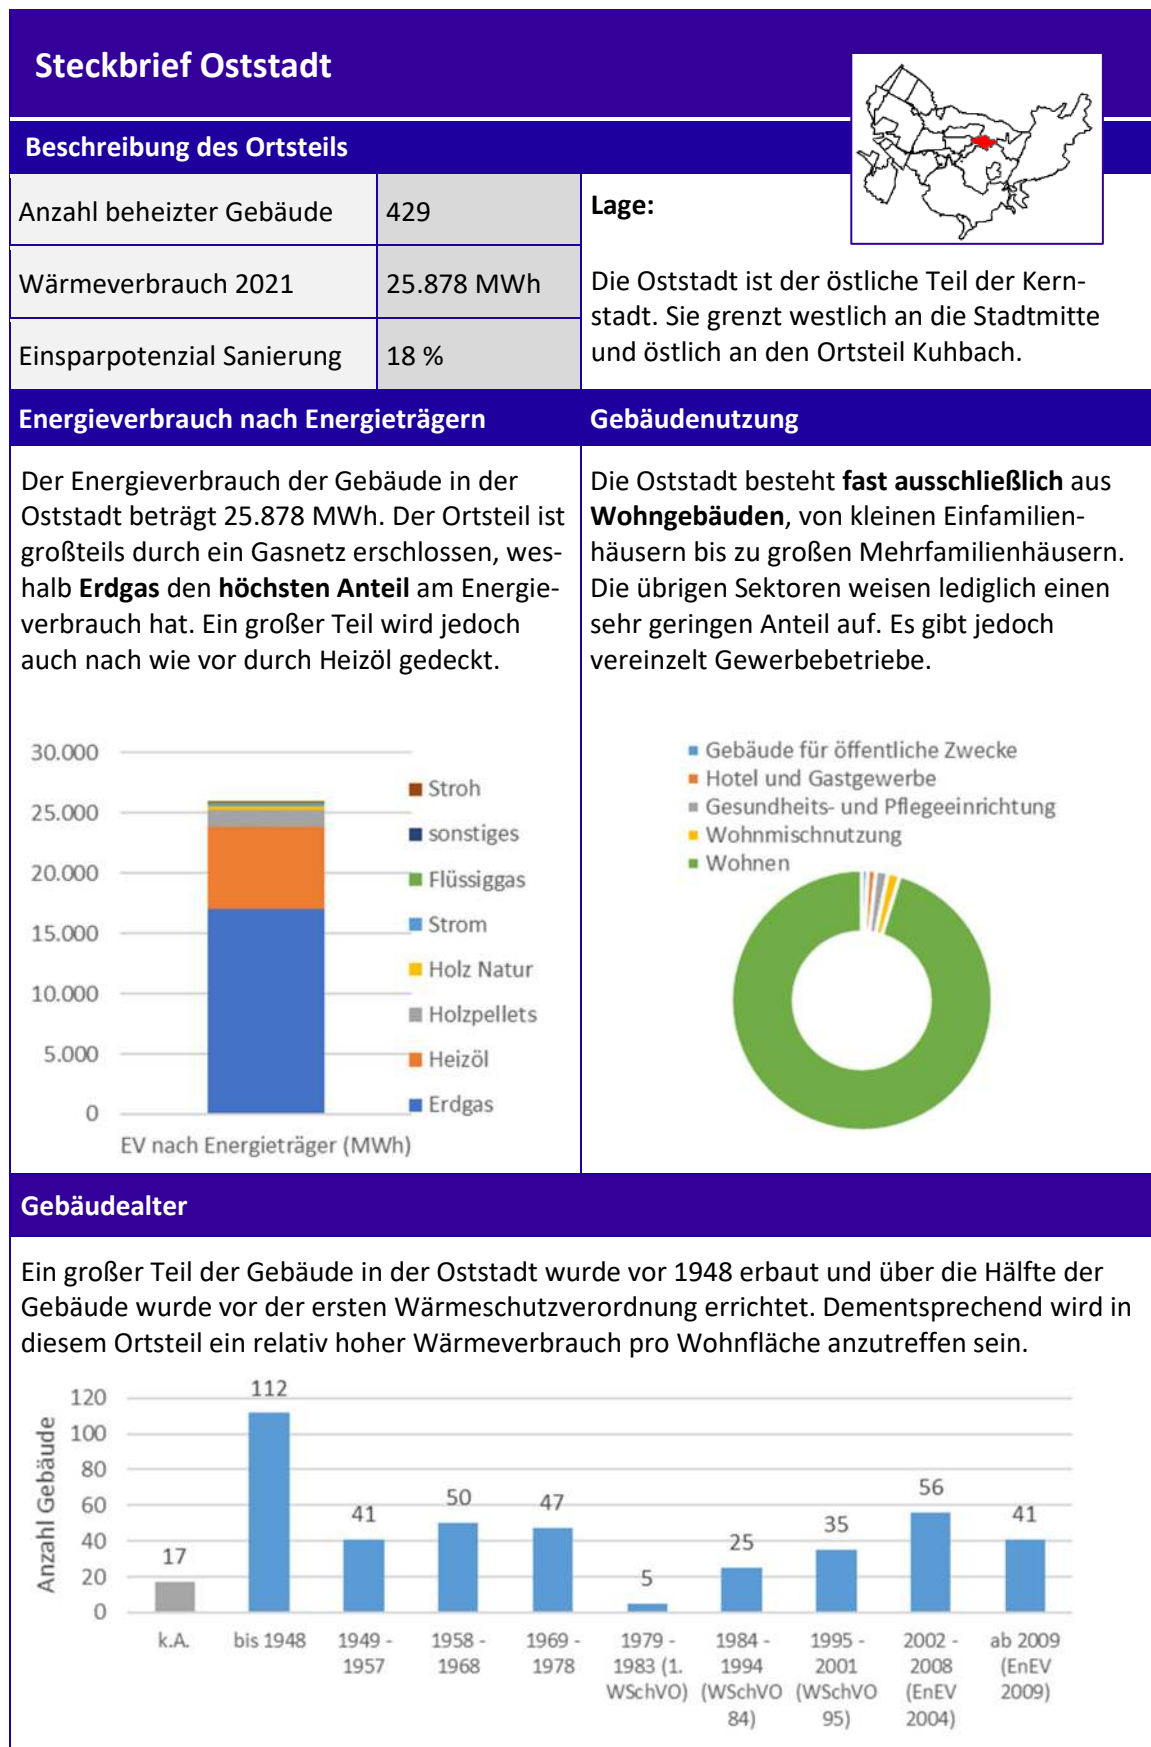 Steckbrief Oststadt
Beschreibung des Ortsteils
Anzahl beheizter Gebäude 429
Wärmeverbrauch 2021 25.878 MWh
Einsparpotenzial Sanierung 18 %
Lage:
Die Oststadt ist der östliche Teil der Kern-
stadt. Sie grenzt westlich an die Stadtmitte
und östlich an den Ortsteil Kuhbach.
Energieverbrauch nach Energieträgern
Der Energieverbrauch der Gebäude in der
Oststadt beträgt 25.878 MWh. Der Ortsteil ist
großteils durch ein Gasnetz erschlossen, wes-
halb Erdgas den höchsten Anteil am Energie-
verbrauch hat. Ein großer Teil wird jedoch
auch nach wie vor durch Heizöl gedeckt.
30.000
25.000
20.000
15.000
10.000
5.000
0
EV nach Energieträger (MWh)
Stroh
sonstiges
Flüssiggas
Strom
Holz Natur
Holzpellets
Heizöl
Erdgas
Gebäudenutzung
Die Oststadt besteht fast ausschließlich aus
Wohngebäuden, von kleinen Einfamilien-
häusern bis zu großen Mehrfamilienhäusern.
Die übrigen Sektoren weisen lediglich einen
sehr geringen Anteil auf. Es gibt jedoch
vereinzelt Gewerbebetriebe.
Gebäude für öffentliche Zwecke
Hotel und Gastgewerbe
Gesundheits- und Pflegeeinrichtung
Wohnmischnutzung
Wohnen
Gebäudealter
Ein großer Teil der Gebäude in der Oststadt wurde vor 1948 erbaut und über die Hälfte der
Gebäude wurde vor der ersten Wärmeschutzverordnung errichtet. Dementsprechend wird in
diesem Ortsteil ein relativ hoher Wärmeverbrauch pro Wohnfläche anzutreffen sein.
Anzahl Gebäude
120
100
80
60
40
20
0
17 112 41 50 47 5 25 35 56 41
k.A. bis 1948 1949 - 1958 - 1969 - 1979 - 1984 - 1995 - 2002 - ab 2009
1957 1968 1978 1983 (1. 1994 2001 2008 (EnEV
WSchVO) (WSchVO (WSchVO (EnEV 2009)
84) 95) 2004)